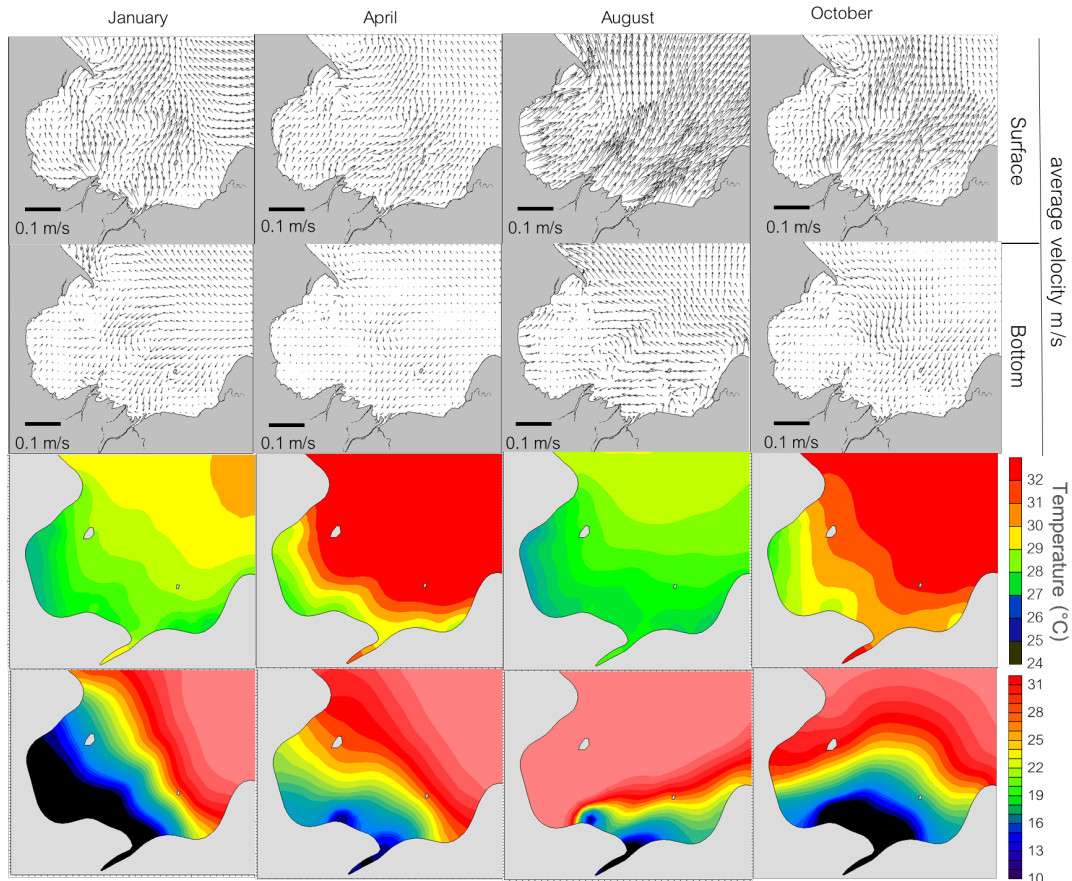 January April August October
Surface
average velocity m/s
0.1 m/s 0.1 m/s 0.1 m/s 0.1 m/s
Bottom
0.1 m/s 0.1 m/s 0.1 m/s 0.1 m/s
Temperature (°C)
32
31
30
29
28
27
26
25
24
31
28
25
22
19
16
13
10